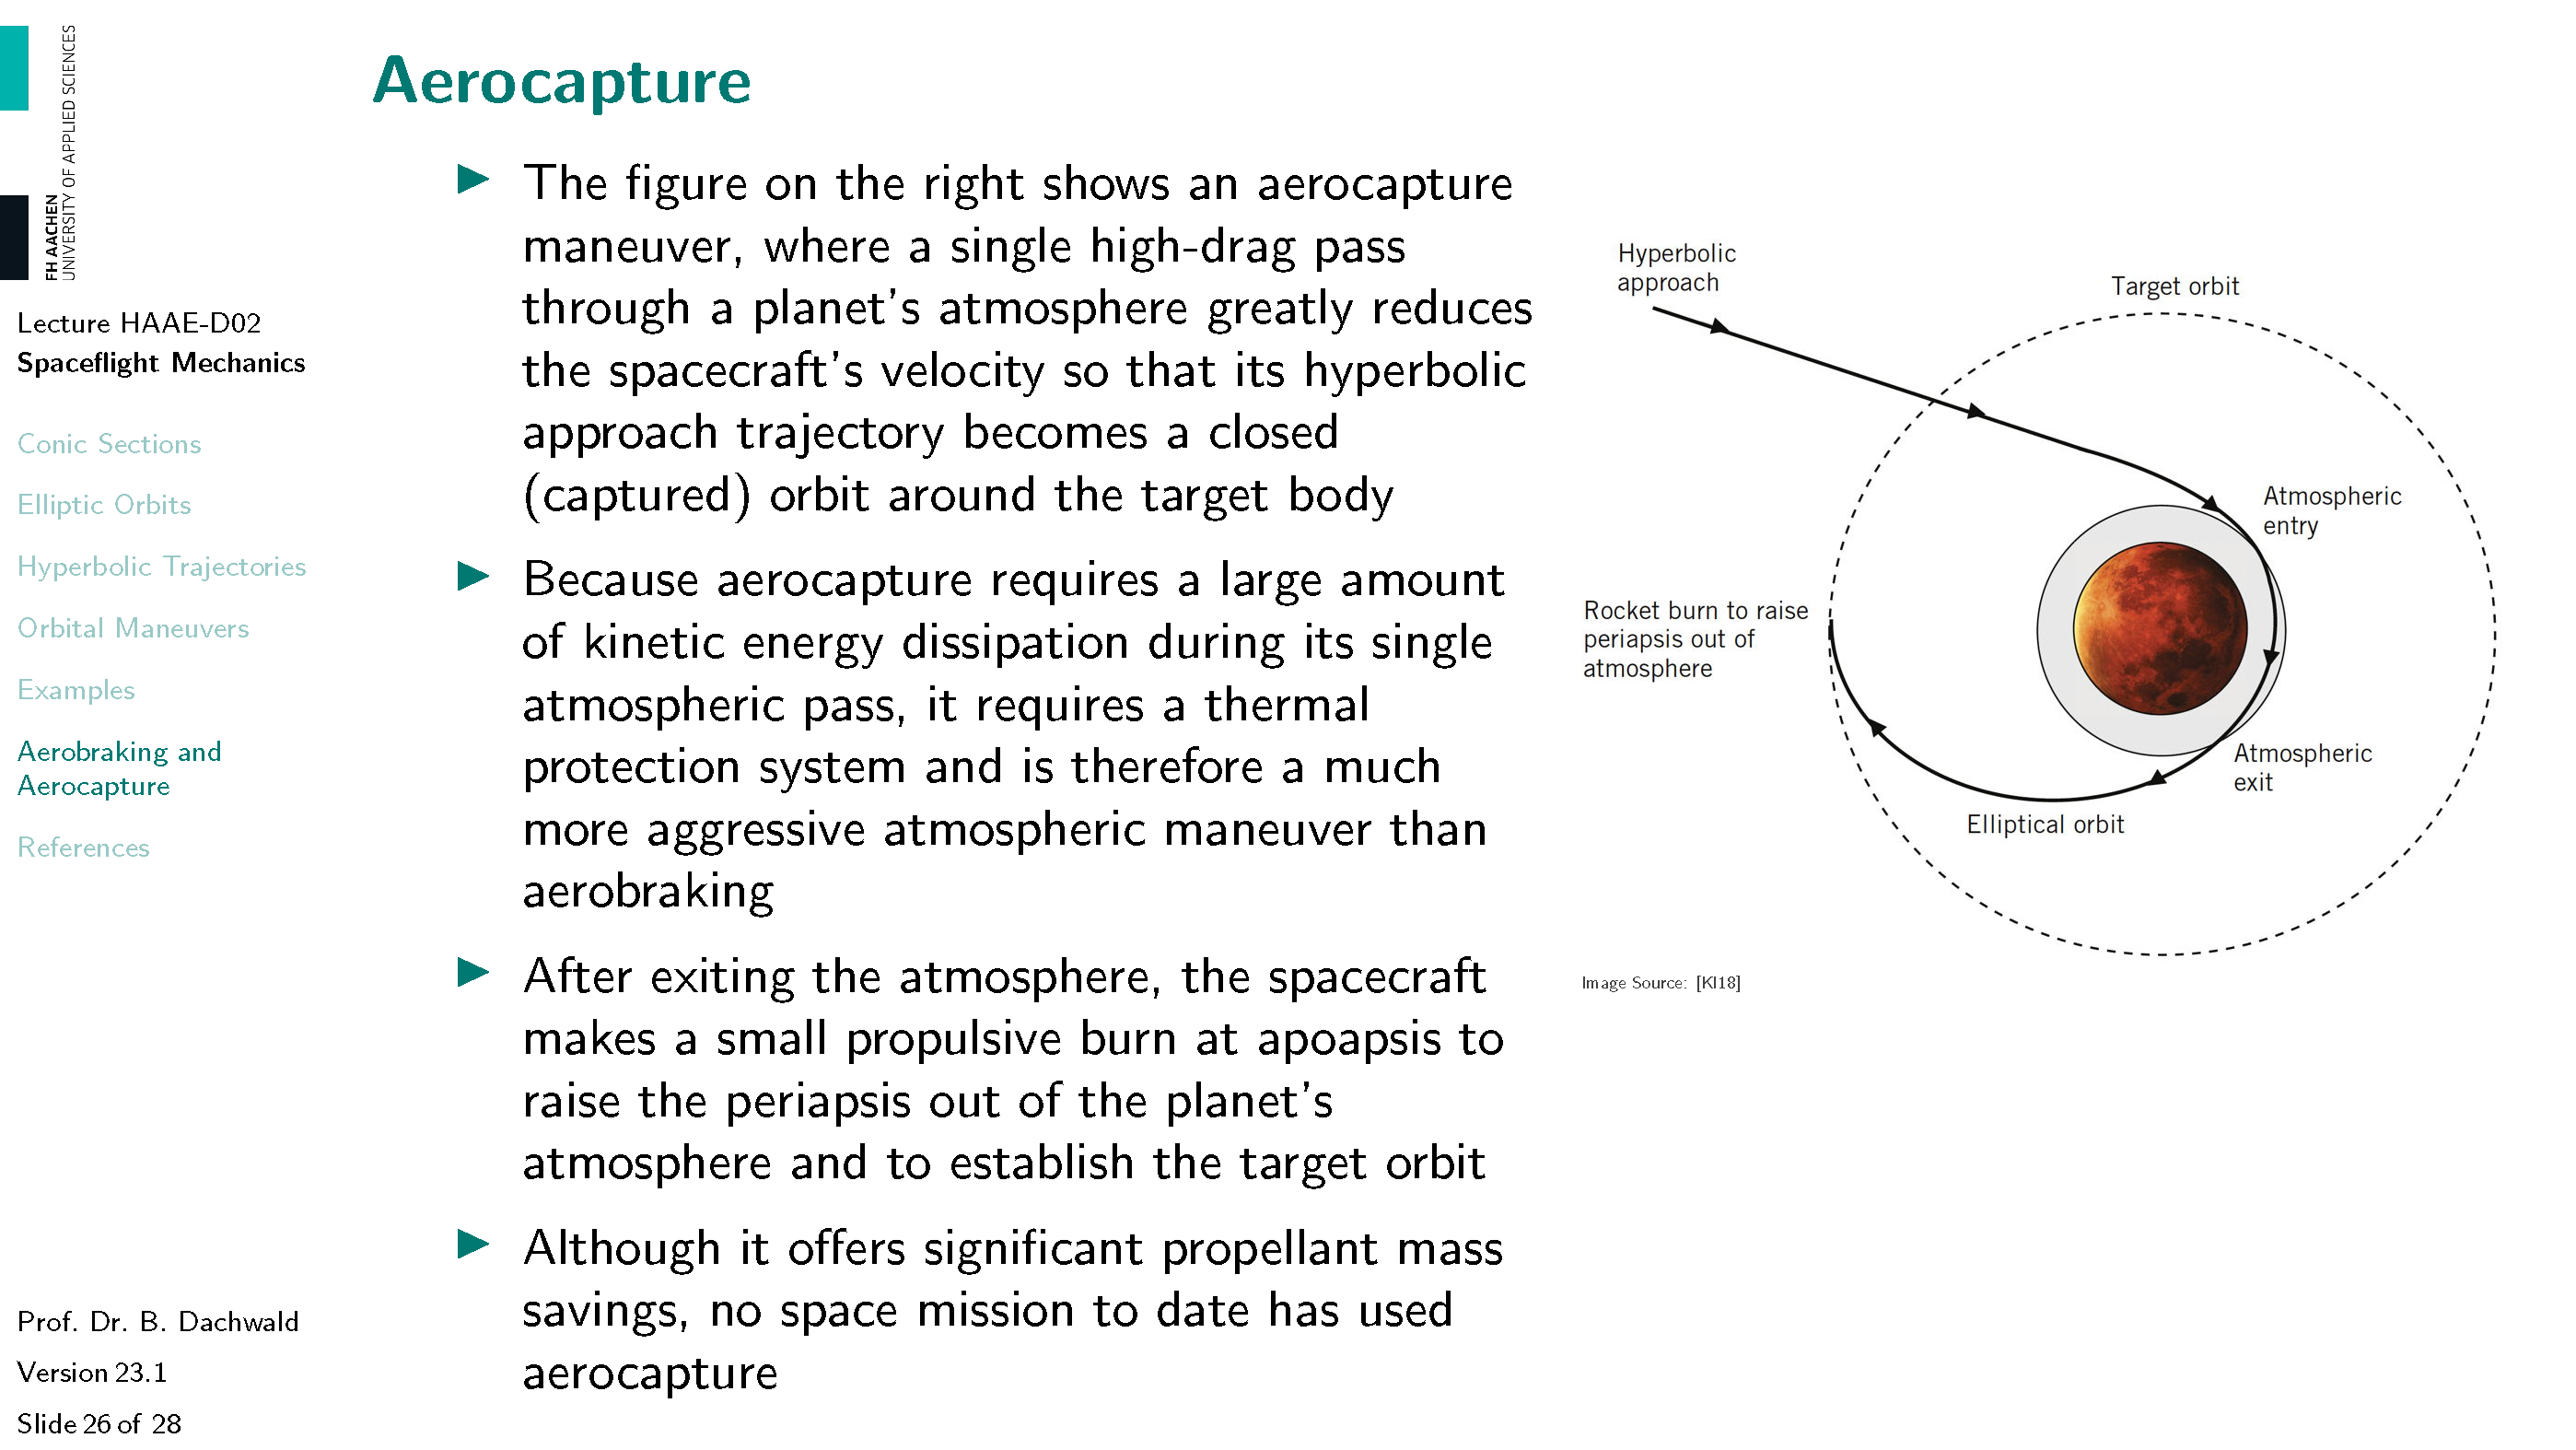 FH AACHEN
UNIVERSITY OF APPLIED SCIENCES
Lecture HAAE-D02
Spaceflight Mechanics
Conic Sections
Elliptic Orbits
Hyperbolic Trajectories
Orbital Maneuvers
Examples
Aerobraking and
Aerocapture
References
Prof. Dr. B. Dachwald
Version 23.1
Slide 26 of 28
Aerocapture
The figure on the right shows an aerocapture
maneuver, where a single high-drag pass
through a planet's atmosphere greatly reduces
the spacecraft's velocity so that its hyperbolic
approach trajectory becomes a closed
(captured) orbit around the target body
Because aerocapture requires a large amount
of kinetic energy dissipation during its single
atmospheric pass, it requires a thermal
protection system and is therefore a much
more aggressive atmospheric maneuver than
aerobraking
After exiting the atmosphere, the spacecraft
makes a small propulsive burn at apoapsis to
raise the periapsis out of the planet's
atmosphere and to establish the target orbit
Although it offers significant propellant mass
savings, no space mission to date has used
aerocapture
Hyperbolic
approach
Target orbit
Atmospheric
entry
Rocket burn to raise
periapsis out of
atmosphere
Atmospheric
exit
Elliptical orbit
Image Source: [Kl18]